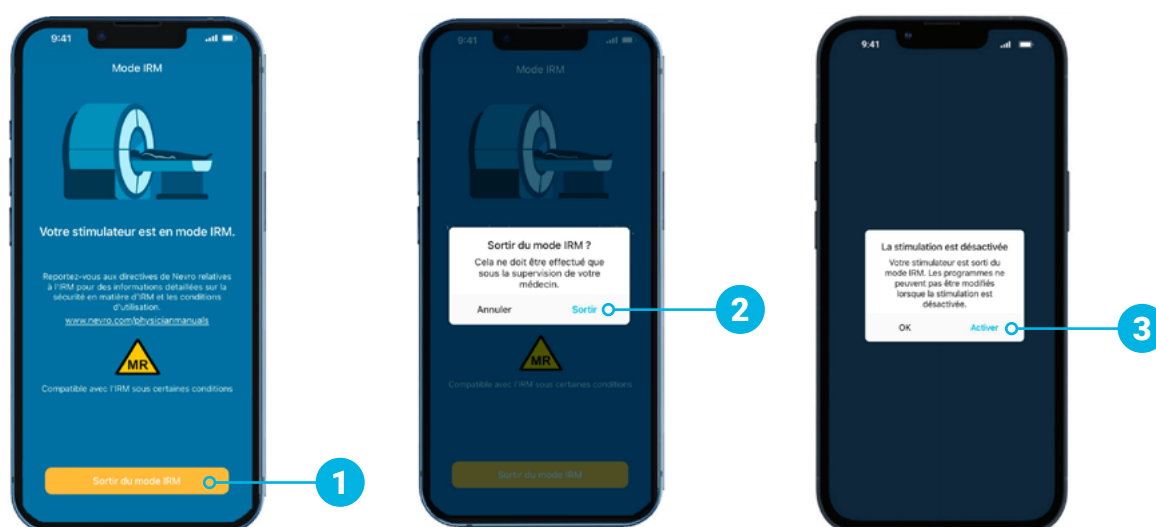 9:41
Mode IRM
Votre stimulateur est en mode IRM.
Reportez-vous aux directives de Nevro relatives
à l'IRM pour des informations détaillées sur la
sécurité en matière d'IRM et les conditions
d'utilisation.
www.nevro.com/physicianmanuals
MR
Compatible avec l'IRM sous certaines conditions
Sortir du mode IRM
1
9:41
Mode IRM
Sortir du mode IRM ?
Cela ne doit être effectué que
sous la supervision de votre
médecin.
Annuler Sortir
2
MR
Compatible avec l'IRM sous certaines conditions
Sortir du mode IRM
9:41
La stimulation est désactivée
Votre stimulateur est sorti du
mode IRM. Les programmes ne
peuvent pas être modifiés
lorsque la stimulation est
désactivée.
OK Activer
3